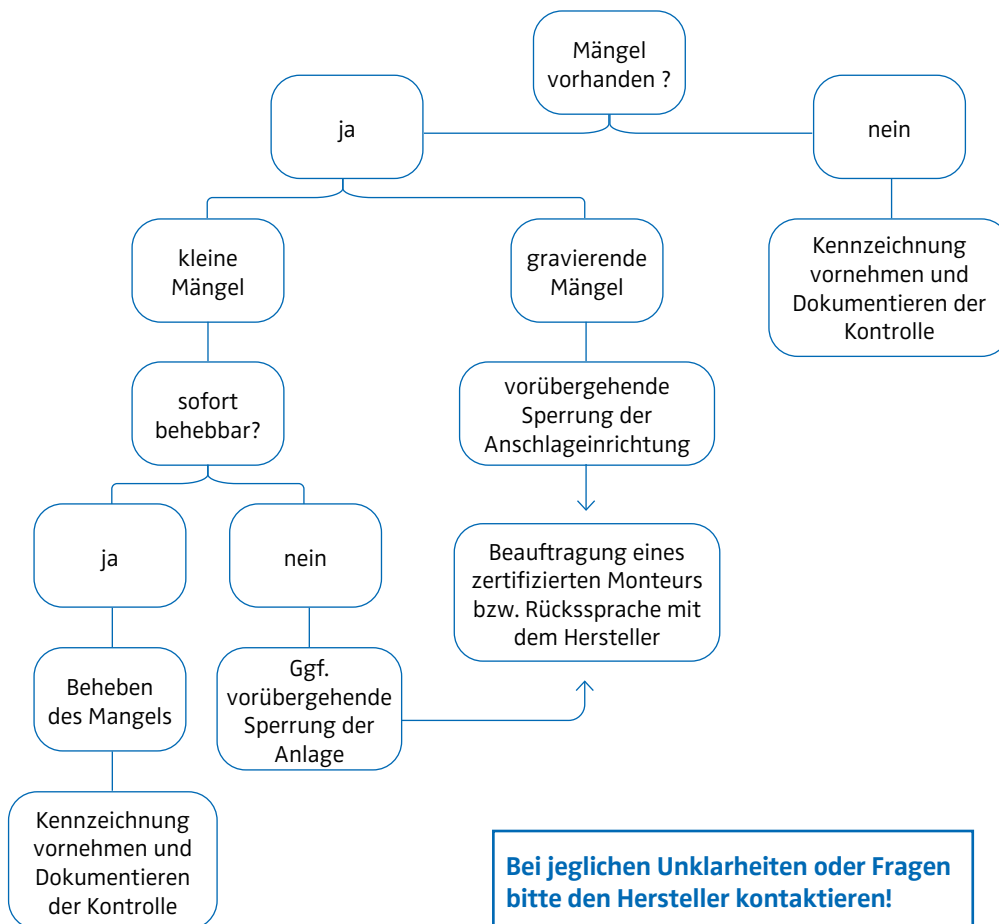 Mängel
vorhanden ?
ja
nein
kleine
Mängel
gravierende
Mängel
Kennzeichnung
vornehmen und
Dokumentieren der
Kontrolle
sofort
behebbar?
vorübergehende
Sperrung der
Anschlageinrichtung
ja
nein
Beauftragung eines
zertifizierten Monteurs
bzw. Rückssprache mit
dem Hersteller
Beheben
des Mangels
Ggf.
vorübergehende
Sperrung der
Anlage
Kennzeichnung
vornehmen und
Dokumentieren
der Kontrolle
Bei jeglichen Unklarheiten oder Fragen
bitte den Hersteller kontaktieren!